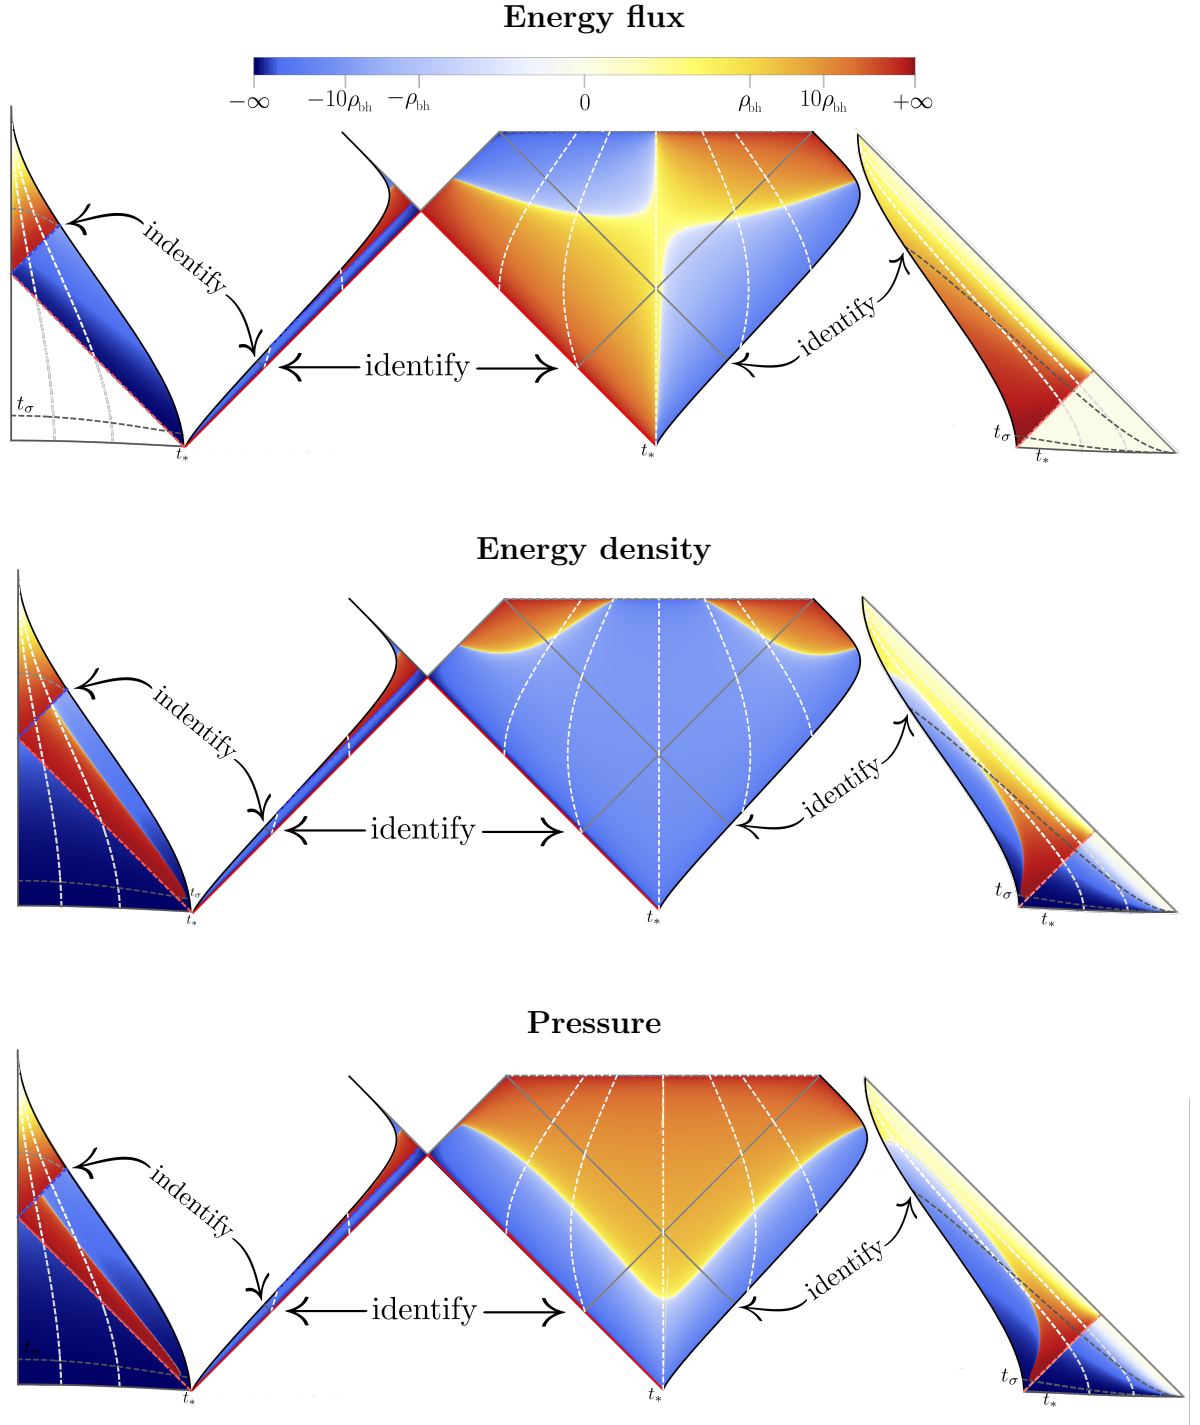 Energy flux
−∞ −10ρbh −ρbh 0 ρbh 10ρbh +∞
indentify
identify
identify
tσ
tσ
t* t* t*
Energy density
indentify
identify
identify
tσ
tσ
t* t* t*
Pressure
indentify
identify
identify
tσ
tσ
t* t* t*